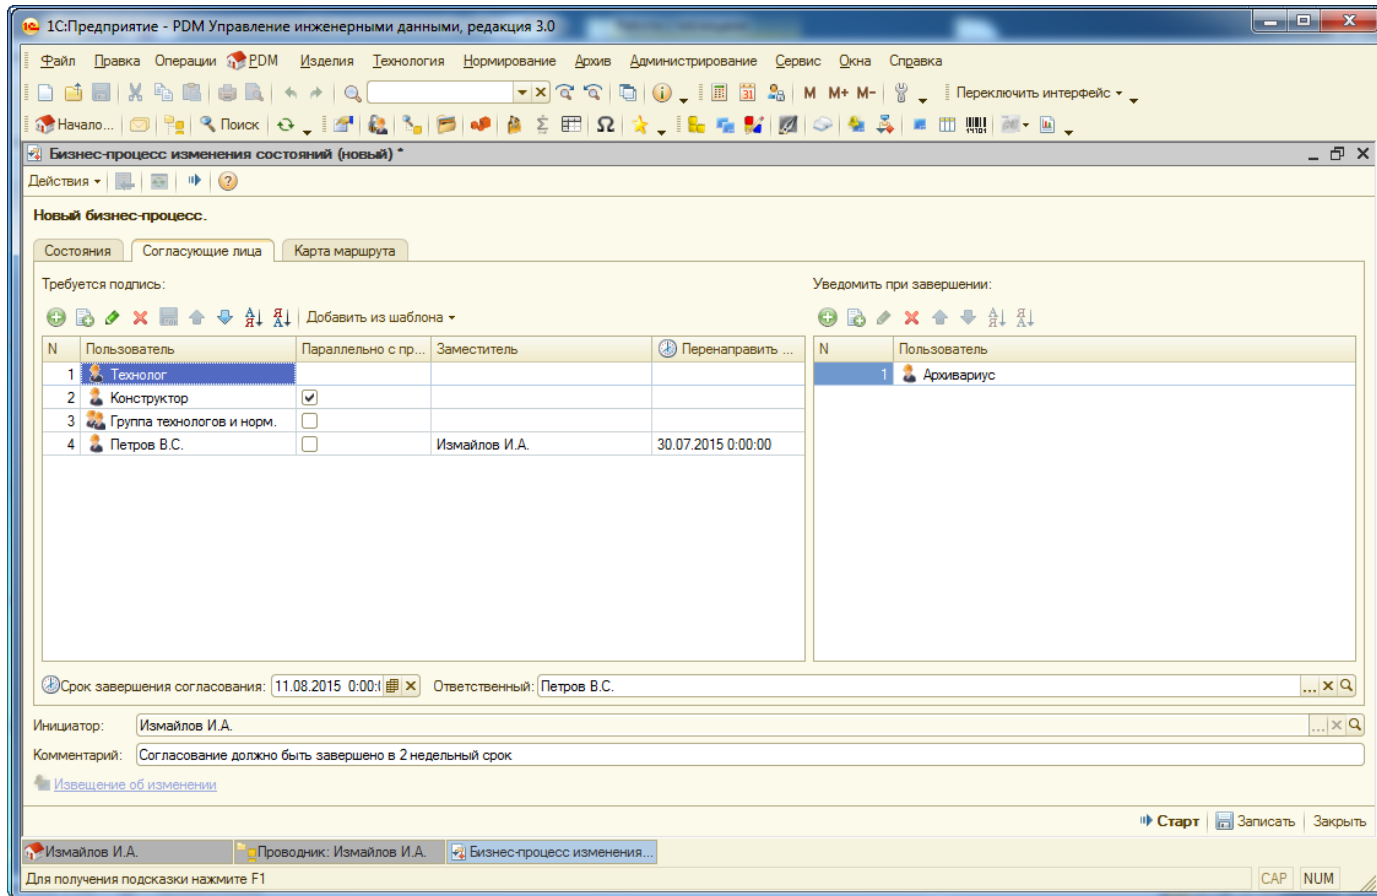 1С:Предприятие - PDM Управление инженерными данными, редакция 3.0
Файл Правка Операции PDM Изделия Технология Нормирование Архив Администрирование Сервис Окна Справка
M M+ M- Переключить интерфейс
Начало... Поиск
Бизнес-процесс изменения состояний (новый) *
Действия
Новый бизнес-процесс.
Состояния Согласующие лица Карта маршрута
Требуется подпись: Уведомить при завершении:
Добавить из шаблона
N Пользователь Параллельно с пр... Заместитель Перенаправить ... N Пользователь
1 Технолог 1 Архивариус
2 Конструктор
3 Группа технологов и норм.
4 Петров В.С. Измайлов И.А. 30.07.2015 0:00:00
Срок завершения согласования: 11.08.2015 0:00:( Ответственный: Петров В.С.
Инициатор: Измайлов И.А.
Комментарий: Согласование должно быть завершено в 2 недельный срок
Извещение об изменении
Старт Записать Закрыть
Измайлов И.А. Проводник: Измайлов И.А. Бизнес-процесс изменения...
Для получения подсказки нажмите F1 CAP NUM